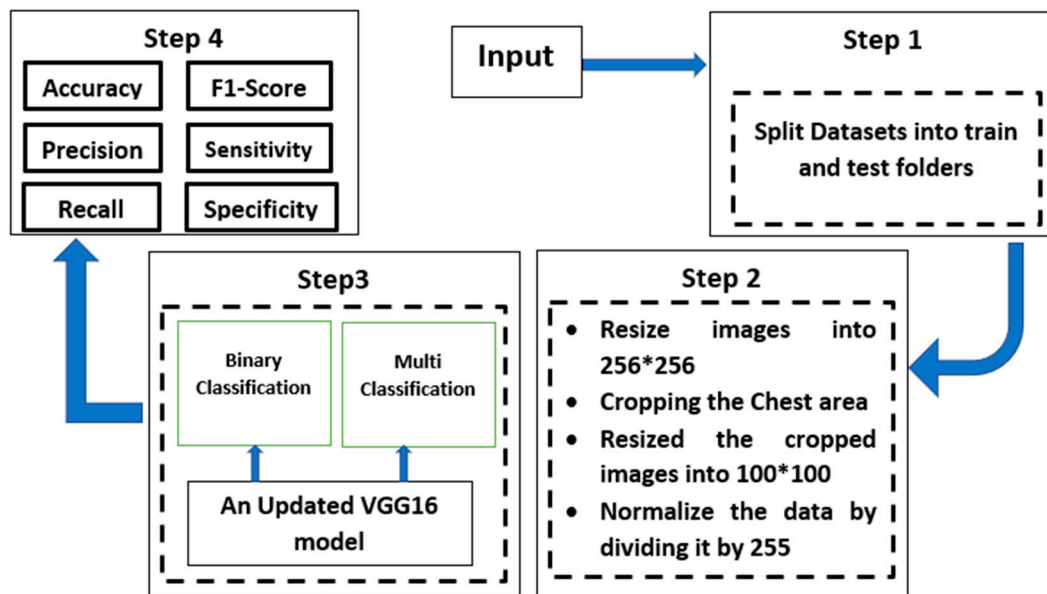 Input
Step 1
Split Datasets into train
and test folders
Step 2
• Resize images into
256*256
• Cropping the Chest area
• Resized the cropped
images into 100*100
• Normalize the data by
dividing it by 255
Step3
Binary
Classification
Multi
Classification
An Updated VGG16
model
Step 4
Accuracy
F1-Score
Precision
Sensitivity
Recall
Specificity